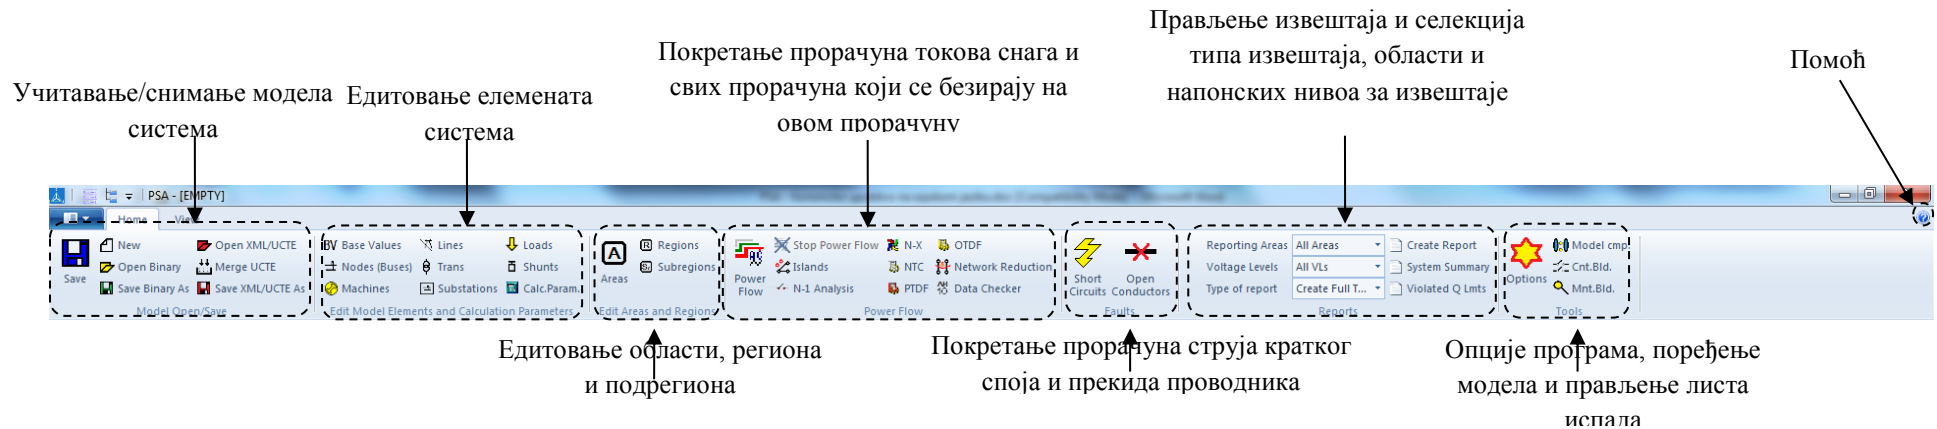 Прављење извештаја и селекција
типа извештаја, области и
напонских нивоа за извештаје
Покретање прорачуна токова снага и
свих прорачуна који се безирају на
овом прорачуну
Помоћ
Учитавање/снимање модела
система
Едитовање елемената
система
PSA - [EMPTY]
Home View
Save
New
Open Binary
Save Binary As
Open XML/UCTE
Merge UCTE
Save XML/UCTE As
Model Open/Save
BV Base Values
Nodes (Buses)
Machines
Lines
Trans
Substations
Loads
Shunts
Calc.Param.
Edit Model Elements and Calculation Parameters
Areas
Regions
Subregions
Edit Areas and Regions
Power
Flow
Stop Power Flow
Islands
N-1 Analysis
N-X
NTC
PTDF
OTDF
Network Reduction
Data Checker
Power Flow
Short
Circuits
Open
Conductors
Faults
Reporting Areas All Areas
Voltage Levels All VLs
Type of report Create Full T...
Create Report
System Summary
Violated Q Lmts
Reports
Options
Model cmp.
Cnt.Bld.
Mnt.Bld.
Tools
Едитовање области, региона
и подрегиона
Покретање прорачуна струја кратког
споја и прекида проводника
Опције програма, поређење
модела и прављење листа
испада